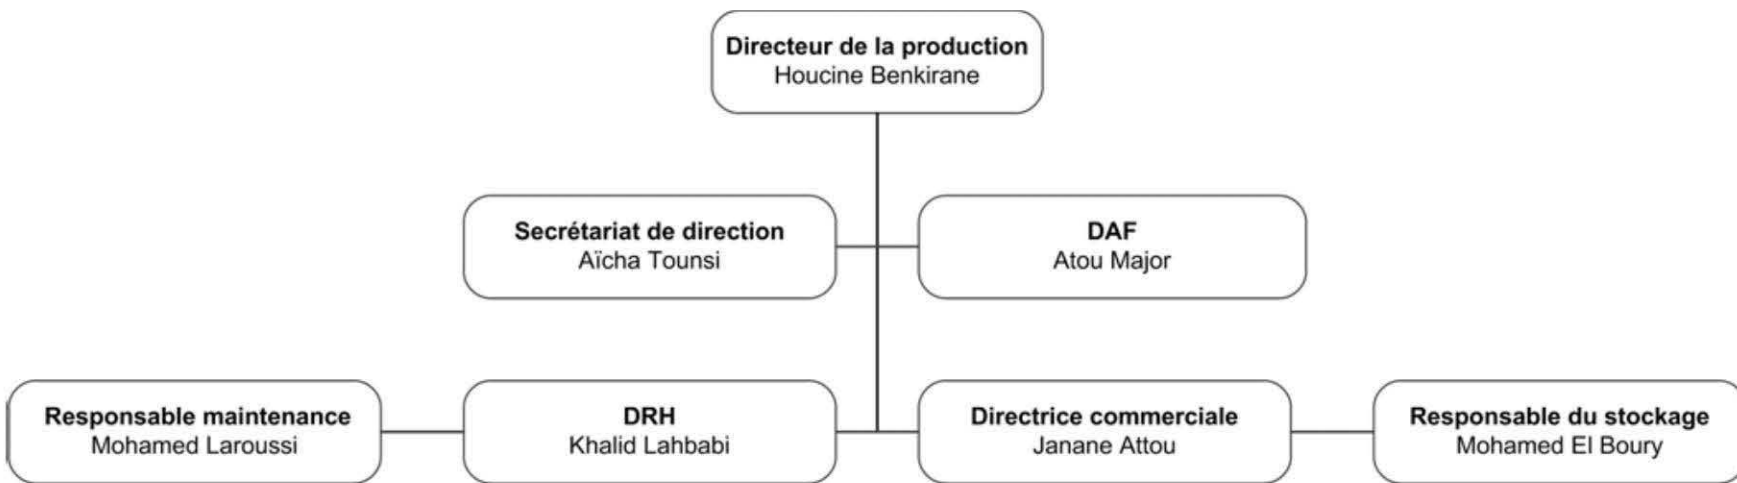 Directeur de la production
Houcine Benkirane
Secrétariat de direction
Aïcha Tounsi
DAF
Atou Major
Responsable maintenance
Mohamed Laroussi
DRH
Khalid Lahbabi
Directrice commerciale
Janane Attou
Responsable du stockage
Mohamed El Boury